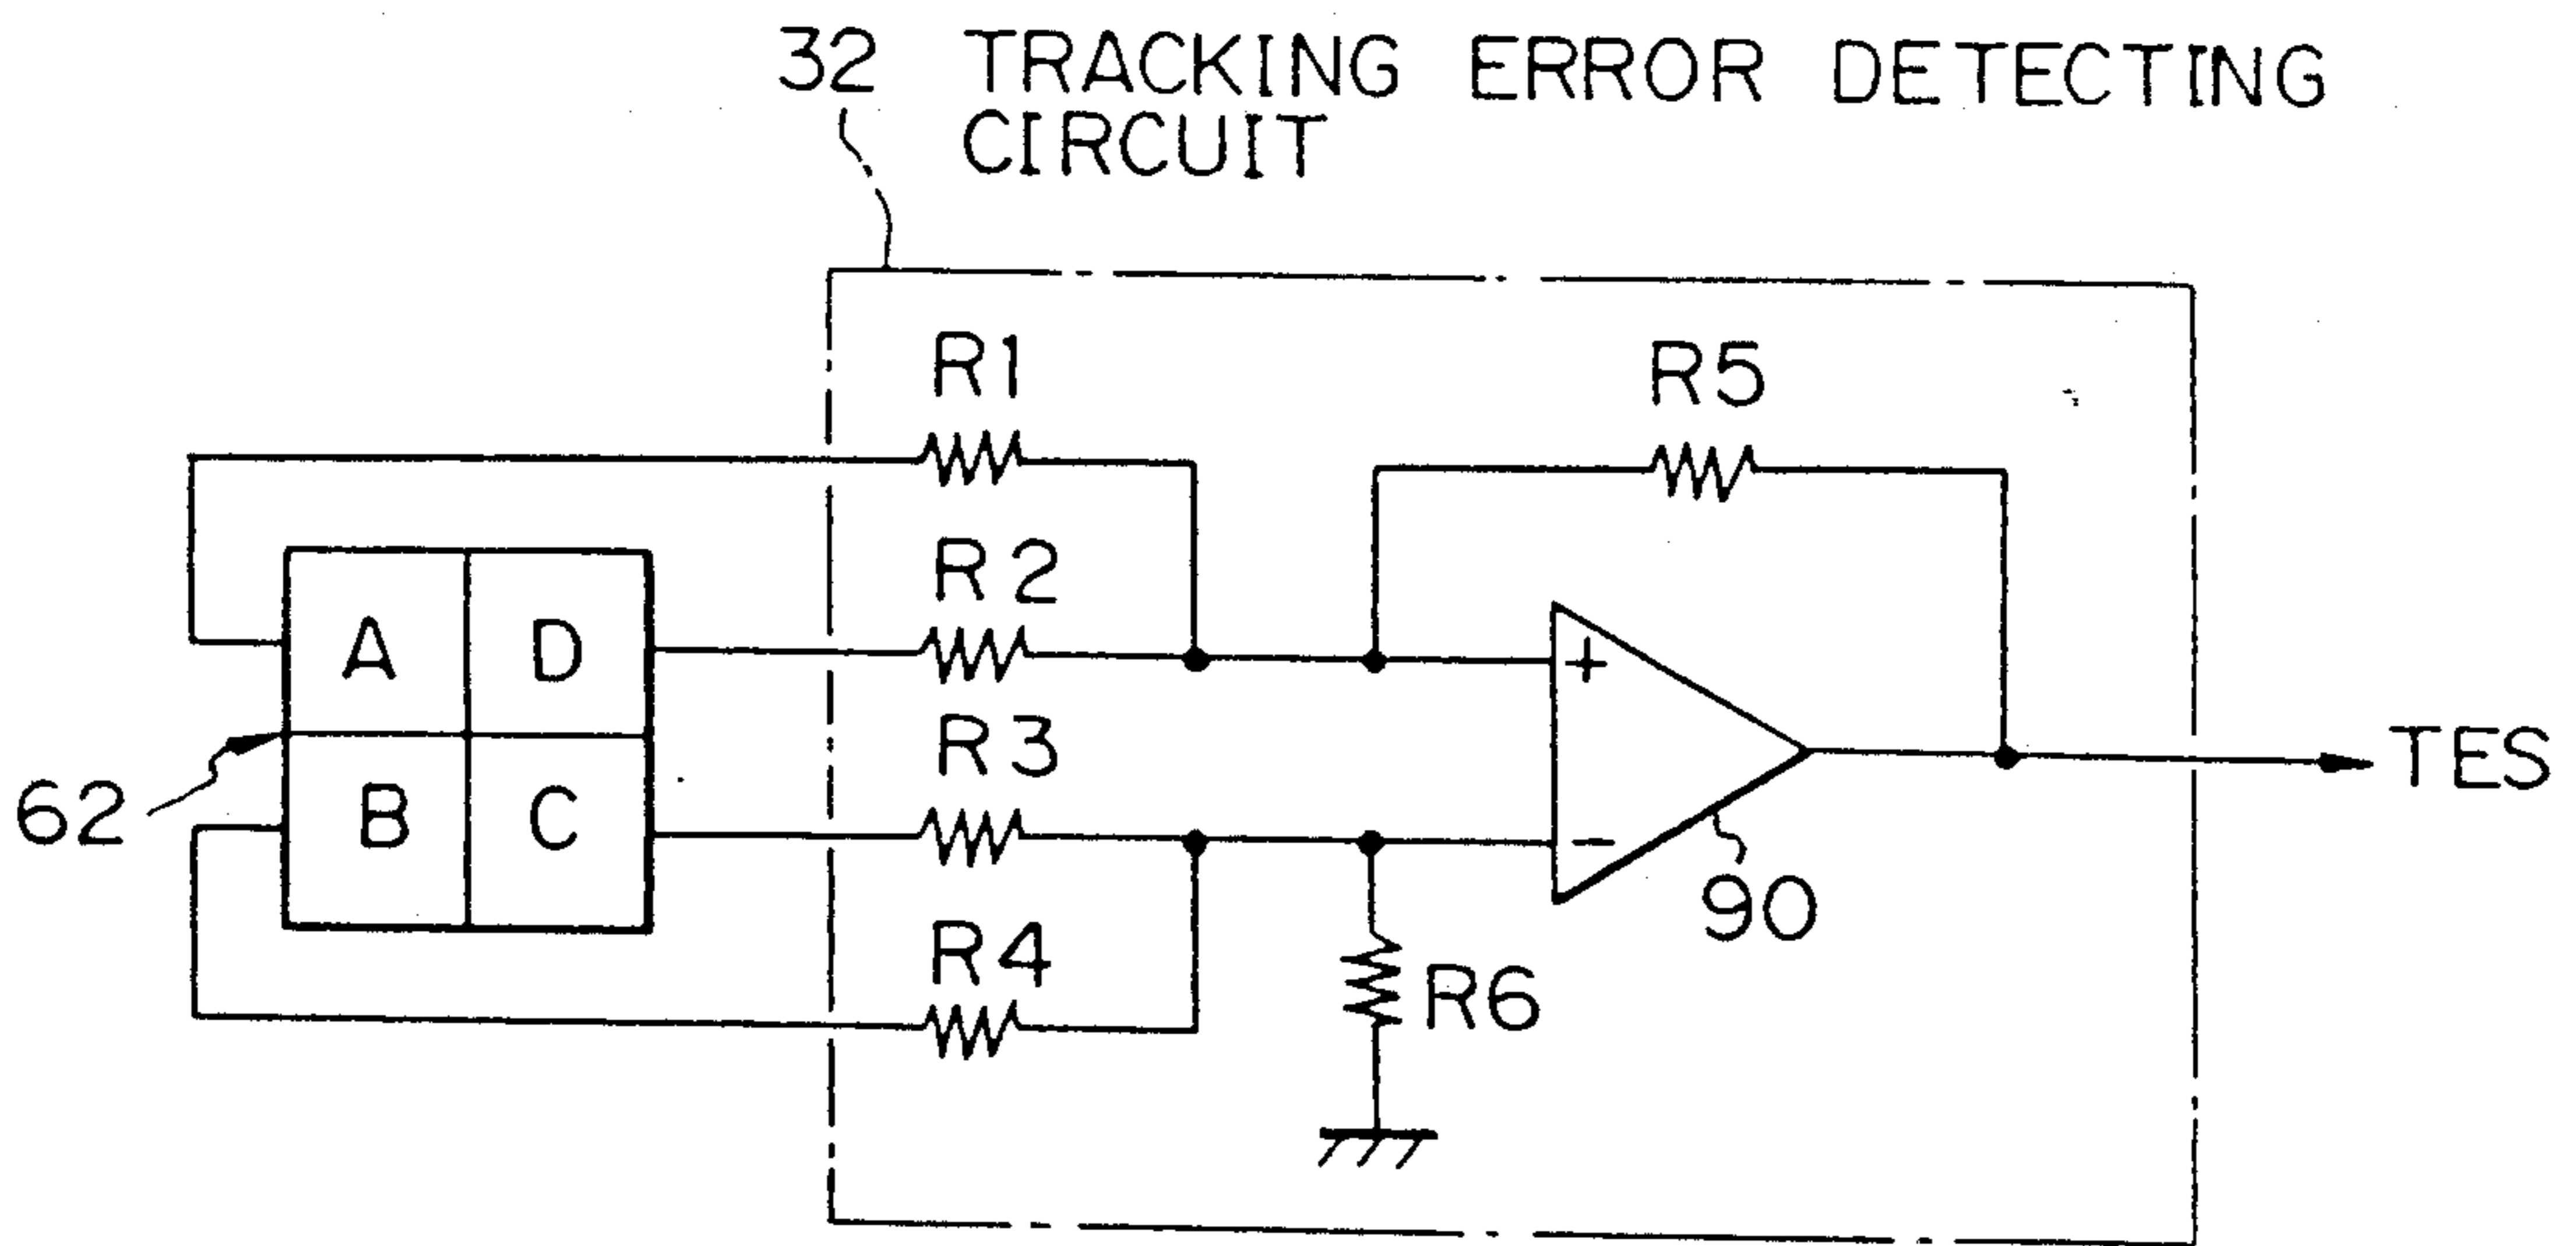 32 TRACKING ERROR DETECTING
CIRCUIT
R1
R5
R2
A D
R3
+
TES
62
B C
−
90
R4
R6